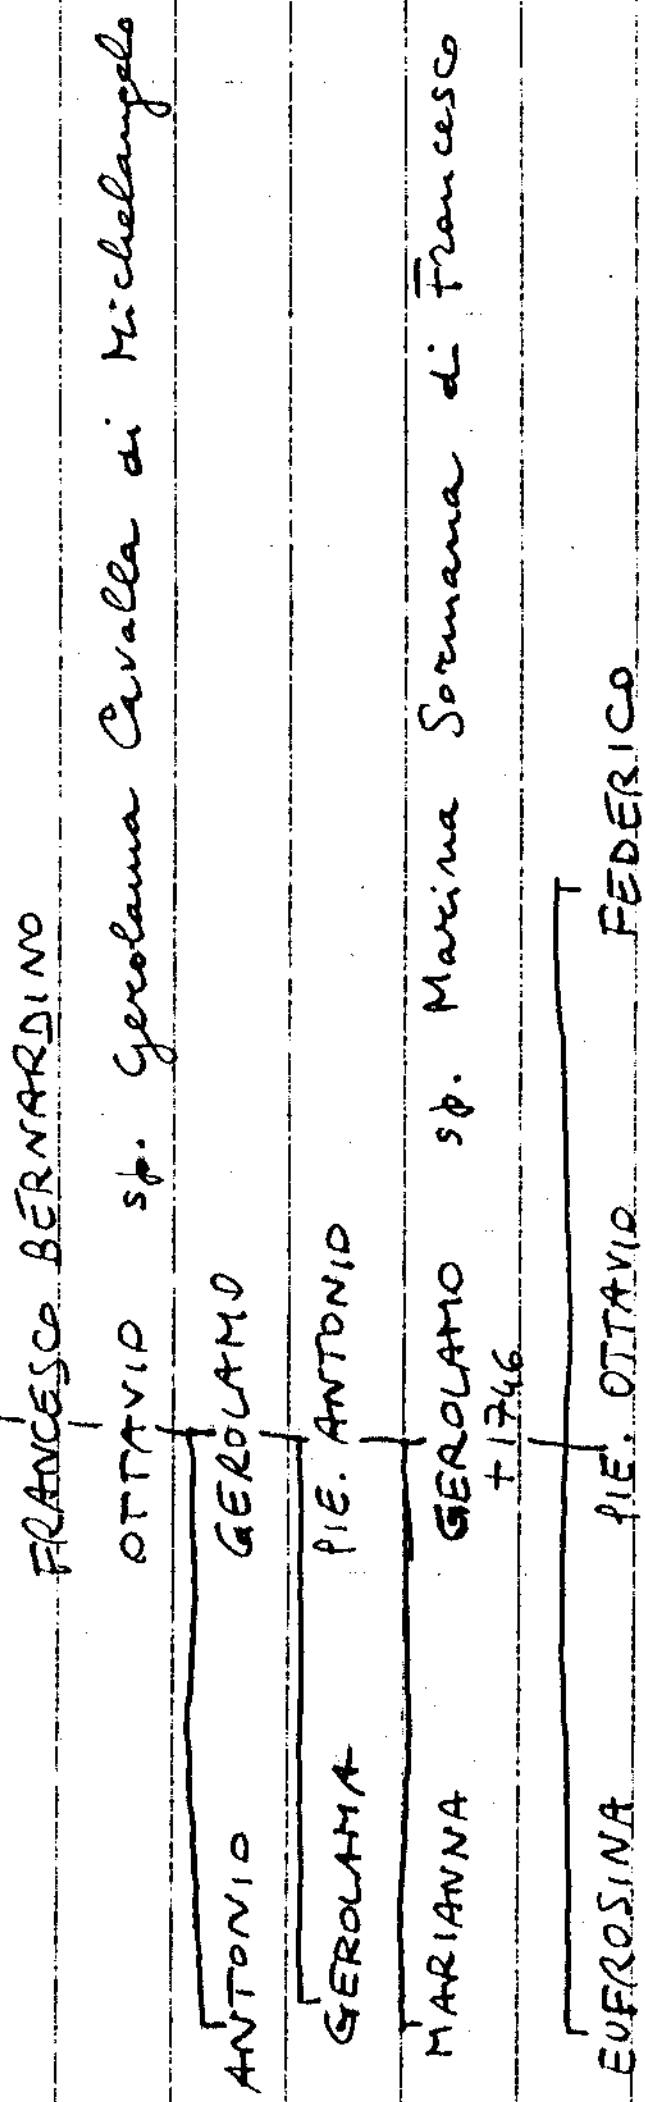 FRANCESCO BERNARDINO
OTTAVIO sp. Gerolama Cavalla di Michelangelo
ANTONIO GEROLAMO
GEROLAMA PIE. ANTONIO
MARIANNA GEROLAMO sp. Marina Sormana di Francesco
+ 1746
EUFROSINA PIE. OTTAVIO FEDERICO